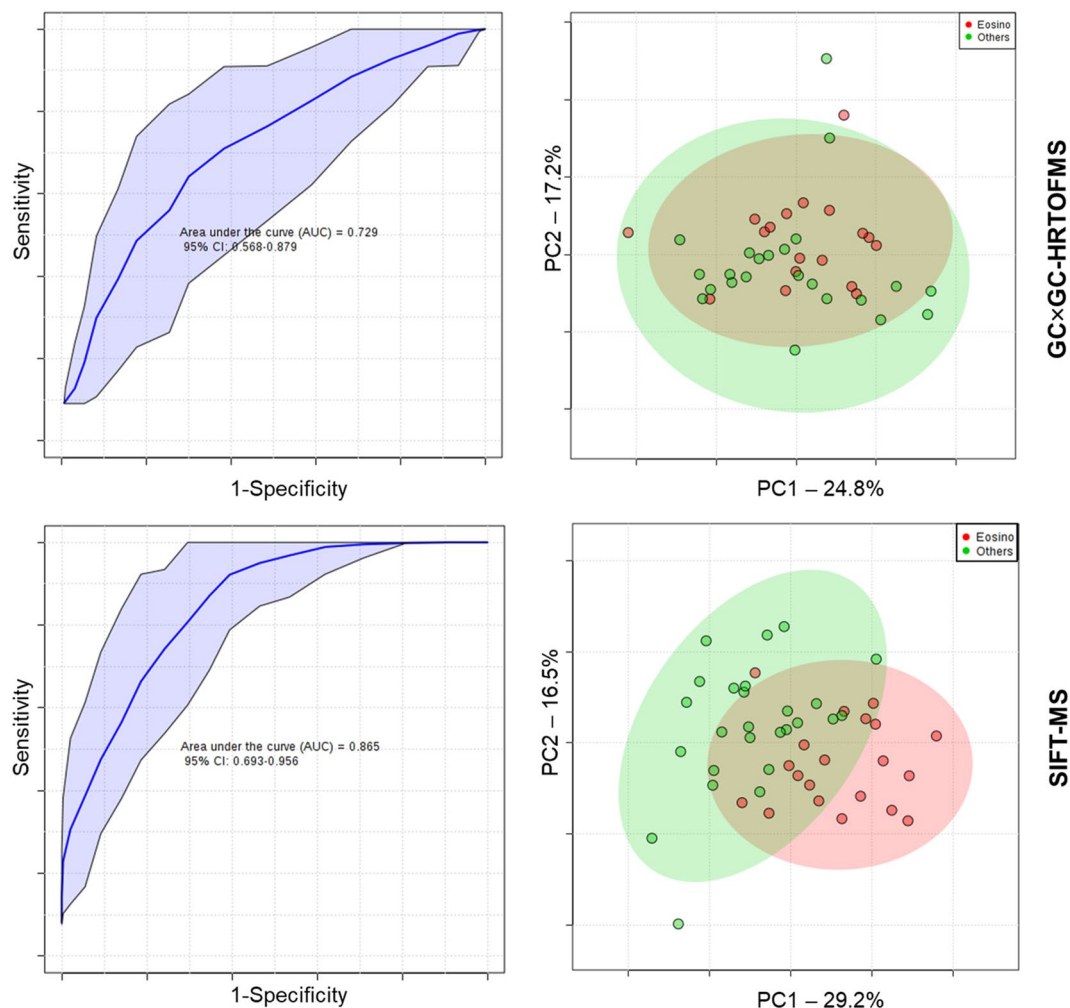 Sensitivity
Area under the curve (AUC) = 0.729
95% CI: 0.568-0.879
1-Specificity
PC2 – 17.2%
Eosino
Others
PC1 – 24.8%
GC×GC-HRTOFMS
Sensitivity
Area under the curve (AUC) = 0.865
95% CI: 0.693-0.956
1-Specificity
PC2 – 16.5%
Eosino
Others
PC1 – 29.2%
SIFT-MS